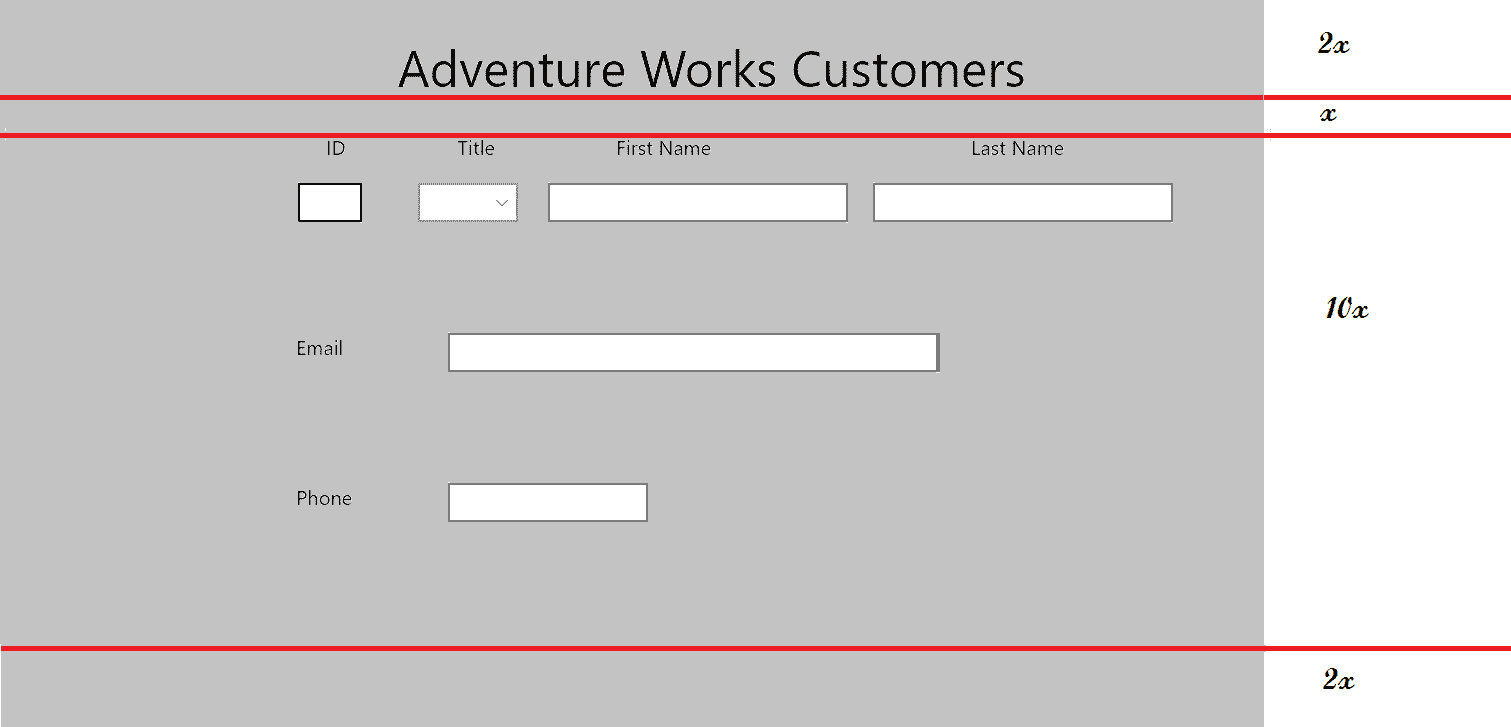 Adventure Works Customers
2x
x
ID Title First Name Last Name
10x
Email
Phone
2x